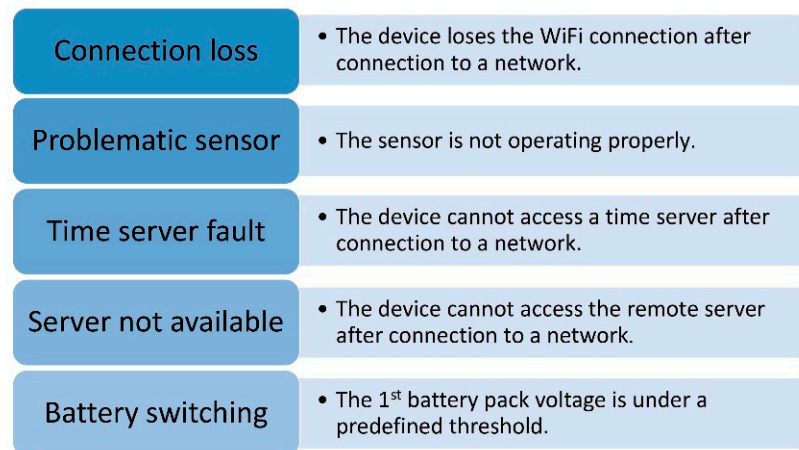 Connection loss
• The device loses the WiFi connection after
connection to a network.
Problematic sensor
• The sensor is not operating properly.
Time server fault
• The device cannot access a time server after
connection to a network.
Server not available
• The device cannot access the remote server
after connection to a network.
Battery switching
• The 1st battery pack voltage is under a
predefined threshold.